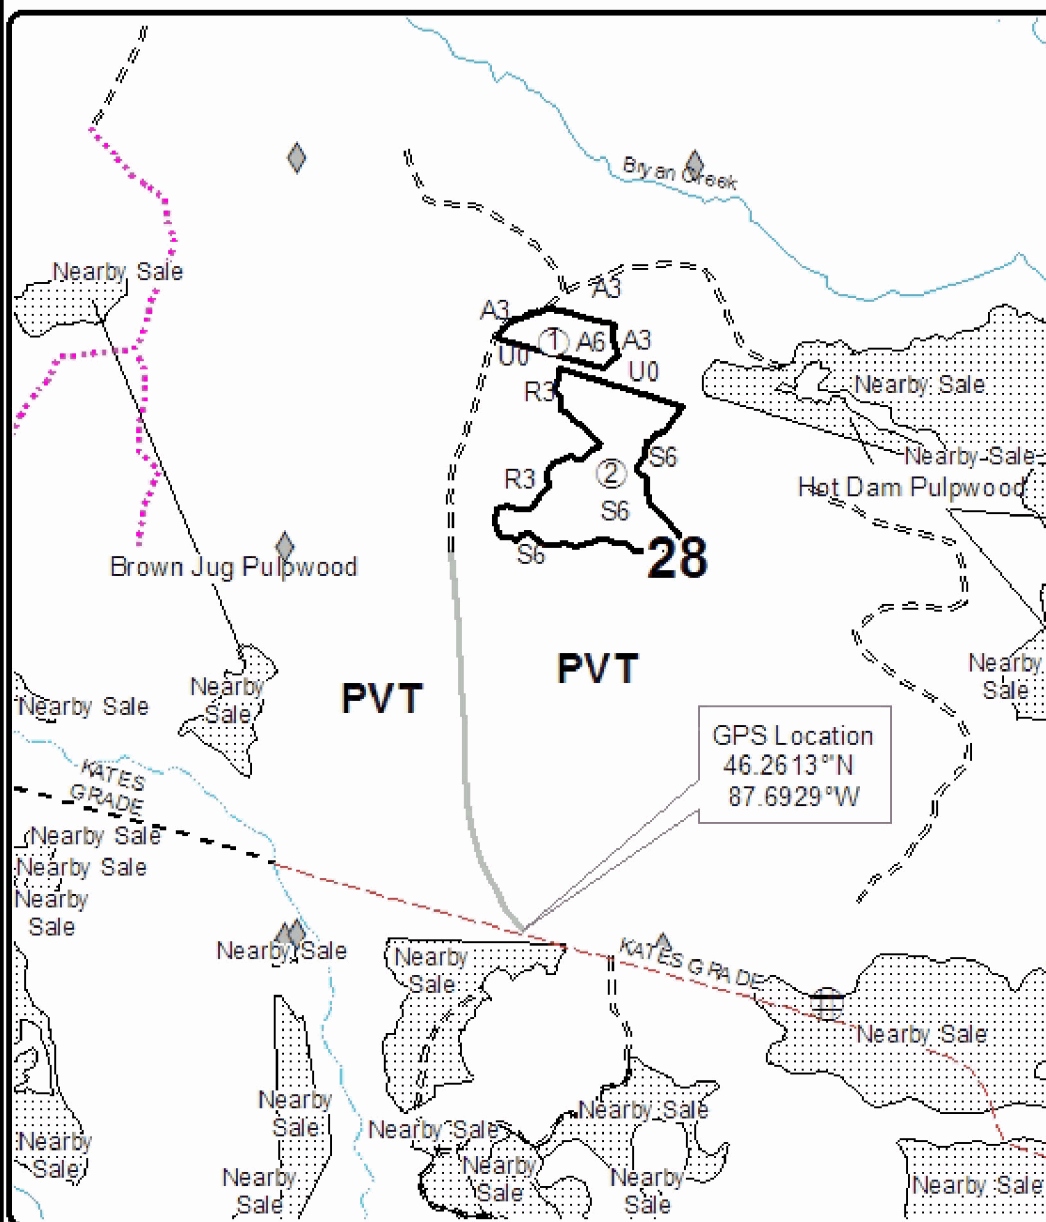 Bryan Creek
Nearby Sale
A3
A3
1
A6
A3
U0
U0
R3
Nearby Sale
S6
Nearby Sale
R3
2
Hot Dam Pulpwood
S6
S6
28
Brown Jug Pulpwood
PVT
PVT
Nearby
Sale
Nearby
Sale
Nearby Sale
GPS Location
46.2613°N
87.6929°W
KATES
GRADE
Nearby Sale
Nearby Sale
Nearby
Sale
Nearby Sale
Nearby
Sale
KATES GRADE
Nearby Sale
Nearby
Sale
Nearby Sale
Nearby Sale
Nearby
Sale
Nearby
Sale
Nearby
Sale
Nearby
Sale
Nearby Sale